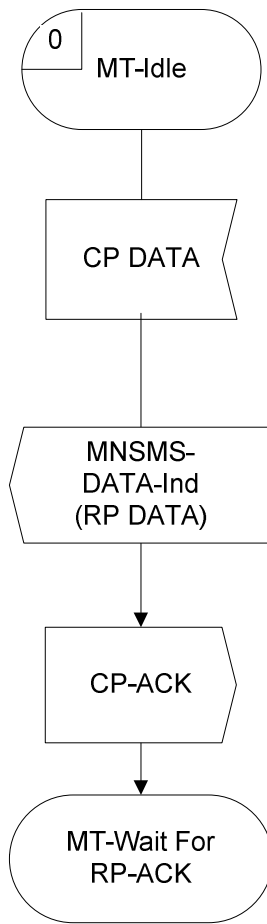 0
MT-Idle
CP DATA
MNSMS-
DATA-Ind
(RP DATA)
CP-ACK
MT-Wait For
RP-ACK